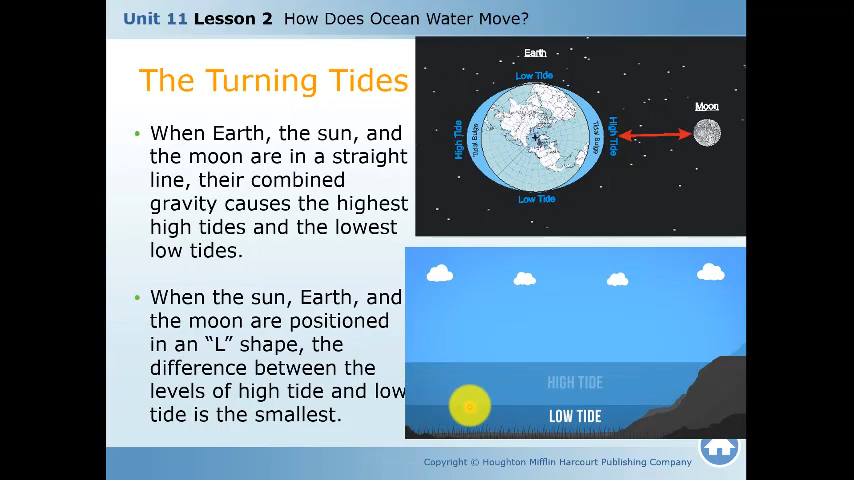 Unit 11 Lesson 2 How Does Ocean Water Move?
The Turning Tides
• When Earth, the sun, and
the moon are in a straight
line, their combined
gravity causes the highest
high tides and the lowest
low tides.
• When the sun, Earth, and
the moon are positioned
in an “L” shape, the
difference between the
levels of high tide and low
tide is the smallest.
Earth
Low Tide
Moon
High Tide
Tidal Bulge
Tidal Bulge
High Tide
Low Tide
HIGH TIDE
LOW TIDE
Copyright © Houghton Mifflin Harcourt Publishing Company